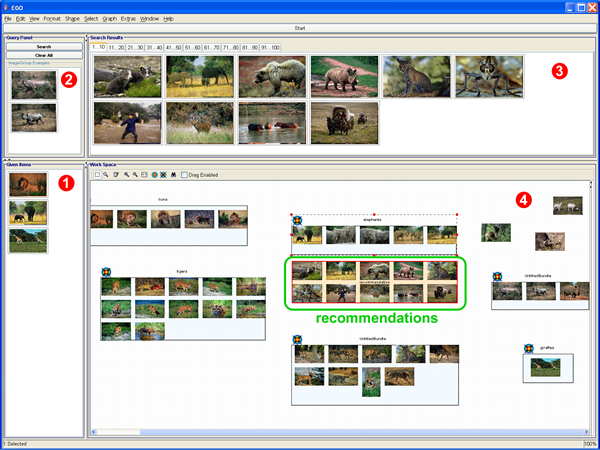 EGO
File Edit View Format Shape Select Graph Extras Window Help
Start
Query Panel
Search
Clear All
Image/Group Examples
2
Search Results
1...10 11...20 21...30 31...40 41...50 51...60 61...70 71...80 81...90 91...100
3
Given Items
1
Work Space
Drag Enabled
4
lions
elephants
tigers
recommendation
recommendations
UntitledBundle
UntitledBundle
giraffes
1 Selected
100%